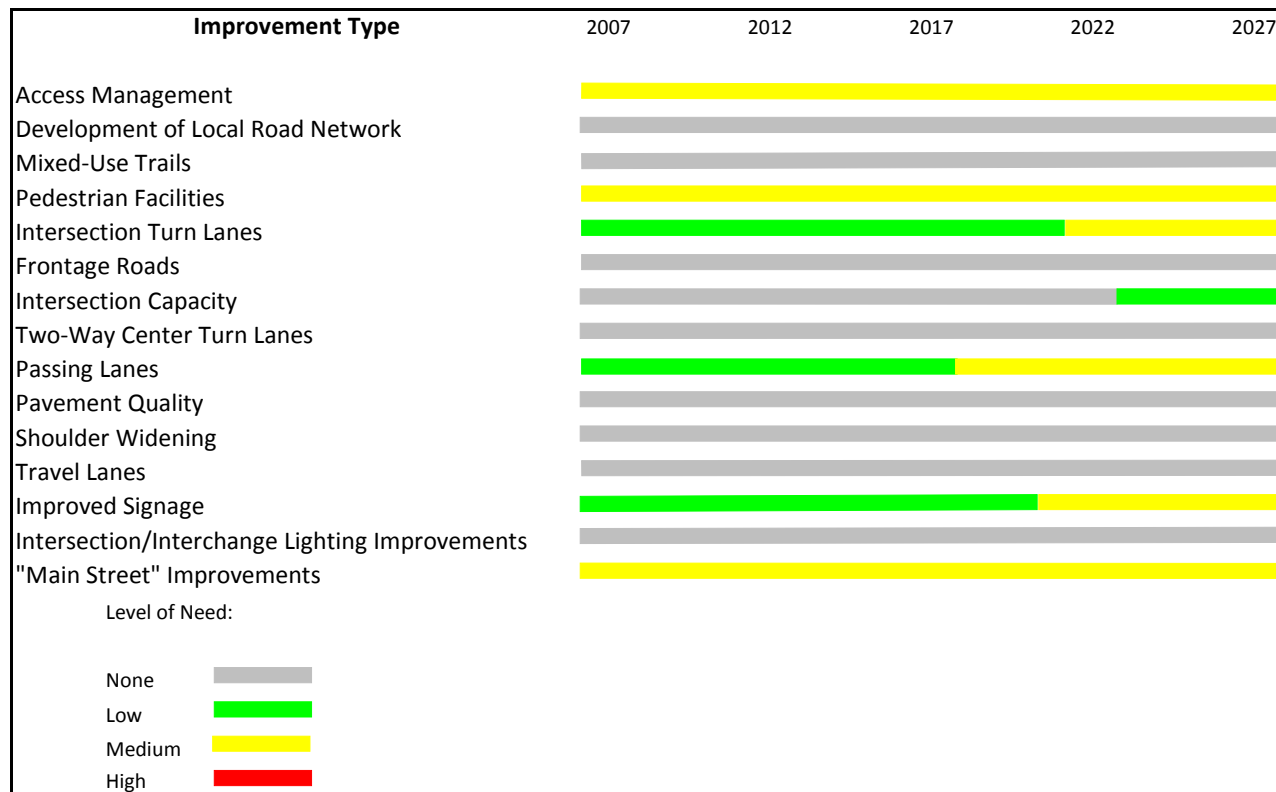 Improvement Type 2007 2012 2017 2022 2027
Access Management
Development of Local Road Network
Mixed-Use Trails
Pedestrian Facilities
Intersection Turn Lanes
Frontage Roads
Intersection Capacity
Two-Way Center Turn Lanes
Passing Lanes
Pavement Quality
Shoulder Widening
Travel Lanes
Improved Signage
Intersection/Interchange Lighting Improvements
"Main Street" Improvements
Level of Need:
None
Low
Medium
High